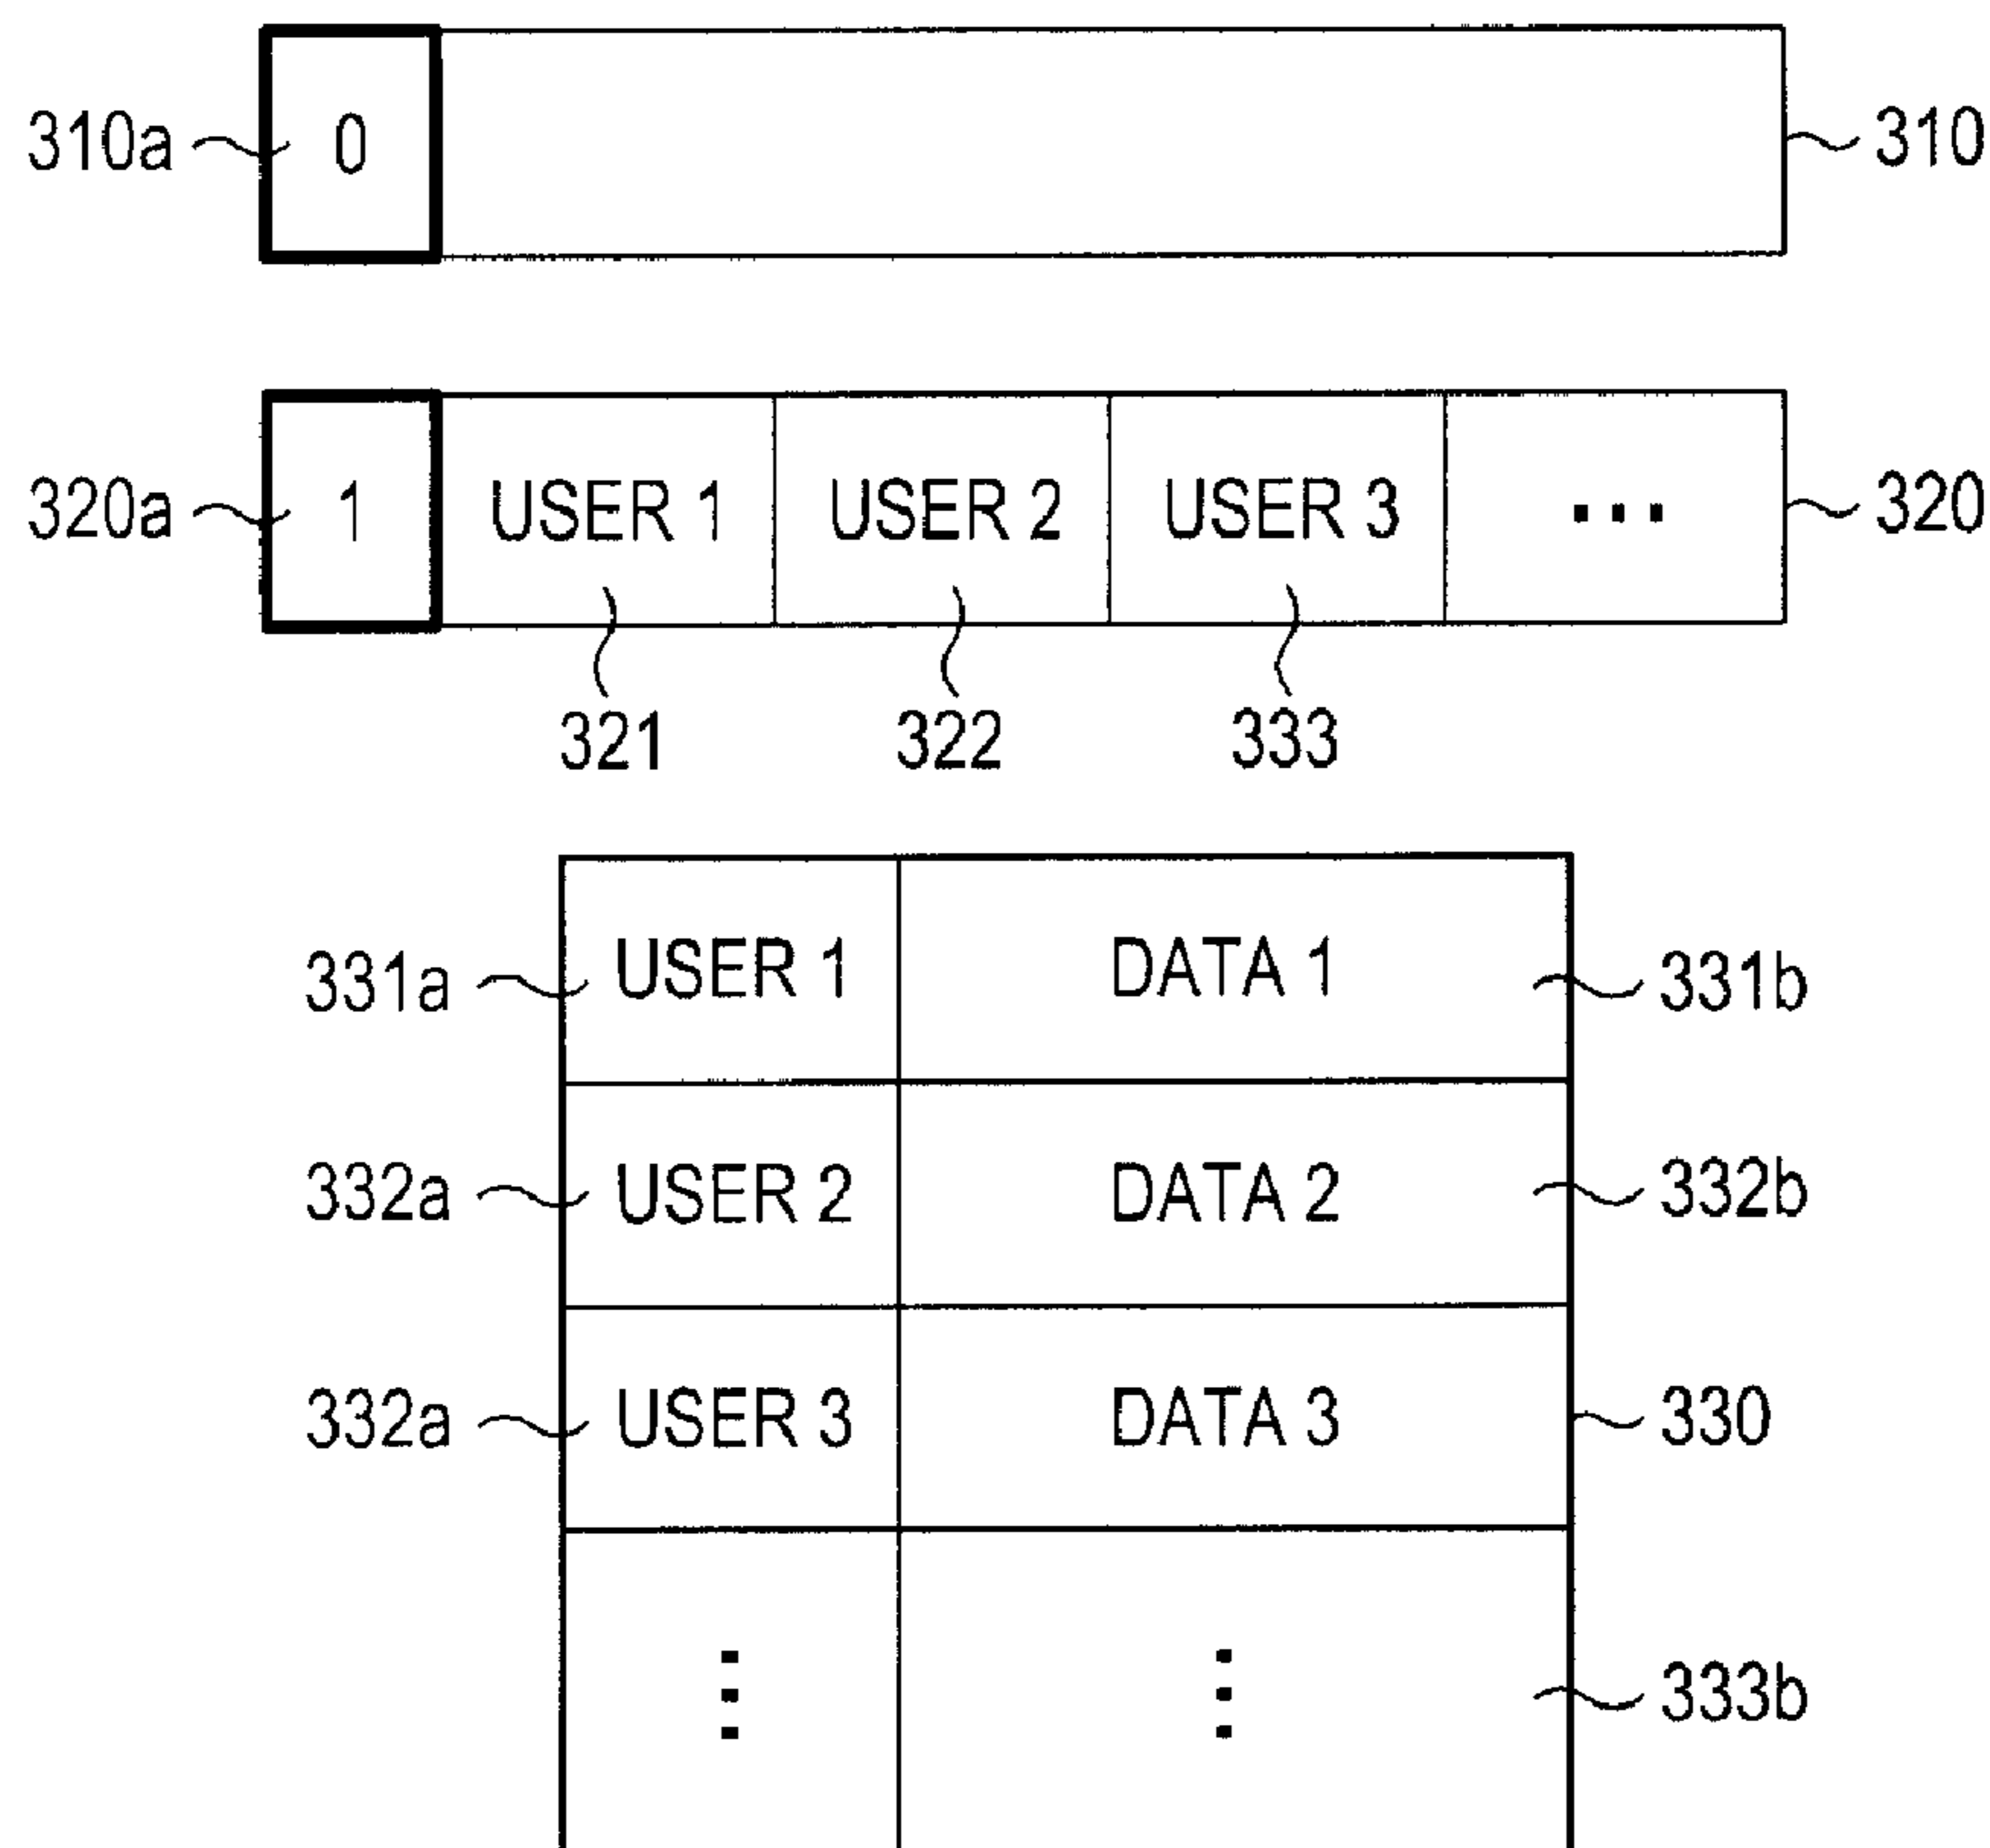 310a 0 310
320a 1 USER 1 USER 2 USER 3 ... 320
321 322 333
331a USER 1 DATA 1 331b
332a USER 2 DATA 2 332b
332a USER 3 DATA 3 330
⋮ ⋮ 333b